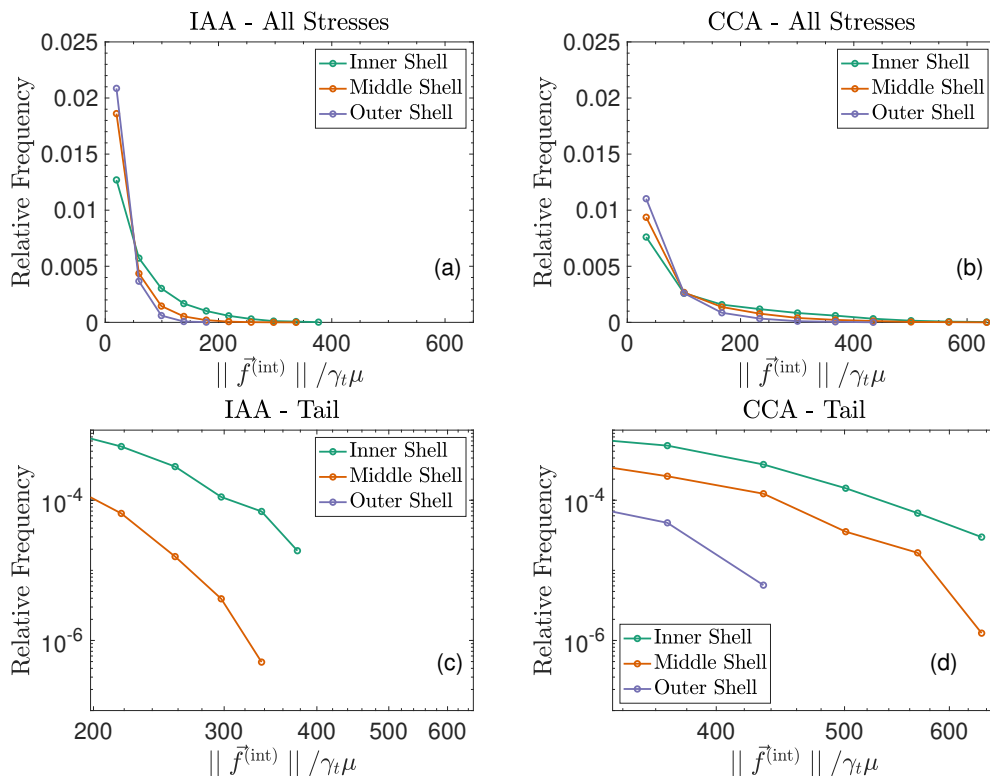 IAA - All Stresses
0.025
0.02
0.015
0.01
0.005
0
Relative Frequency
Inner Shell
Middle Shell
Outer Shell
(a)
0 200 400 600
|| f⃗^(int) || /γ_t μ
CCA - All Stresses
0.025
0.02
0.015
0.01
0.005
0
Relative Frequency
Inner Shell
Middle Shell
Outer Shell
(b)
0 200 400 600
|| f⃗^(int) || /γ_t μ
IAA - Tail
10^-4
10^-6
Relative Frequency
Inner Shell
Middle Shell
Outer Shell
(c)
200 300 400 500 600
|| f⃗^(int) || /γ_t μ
CCA - Tail
10^-4
10^-6
Relative Frequency
Inner Shell
Middle Shell
Outer Shell
(d)
400 500 600
|| f⃗^(int) || /γ_t μ